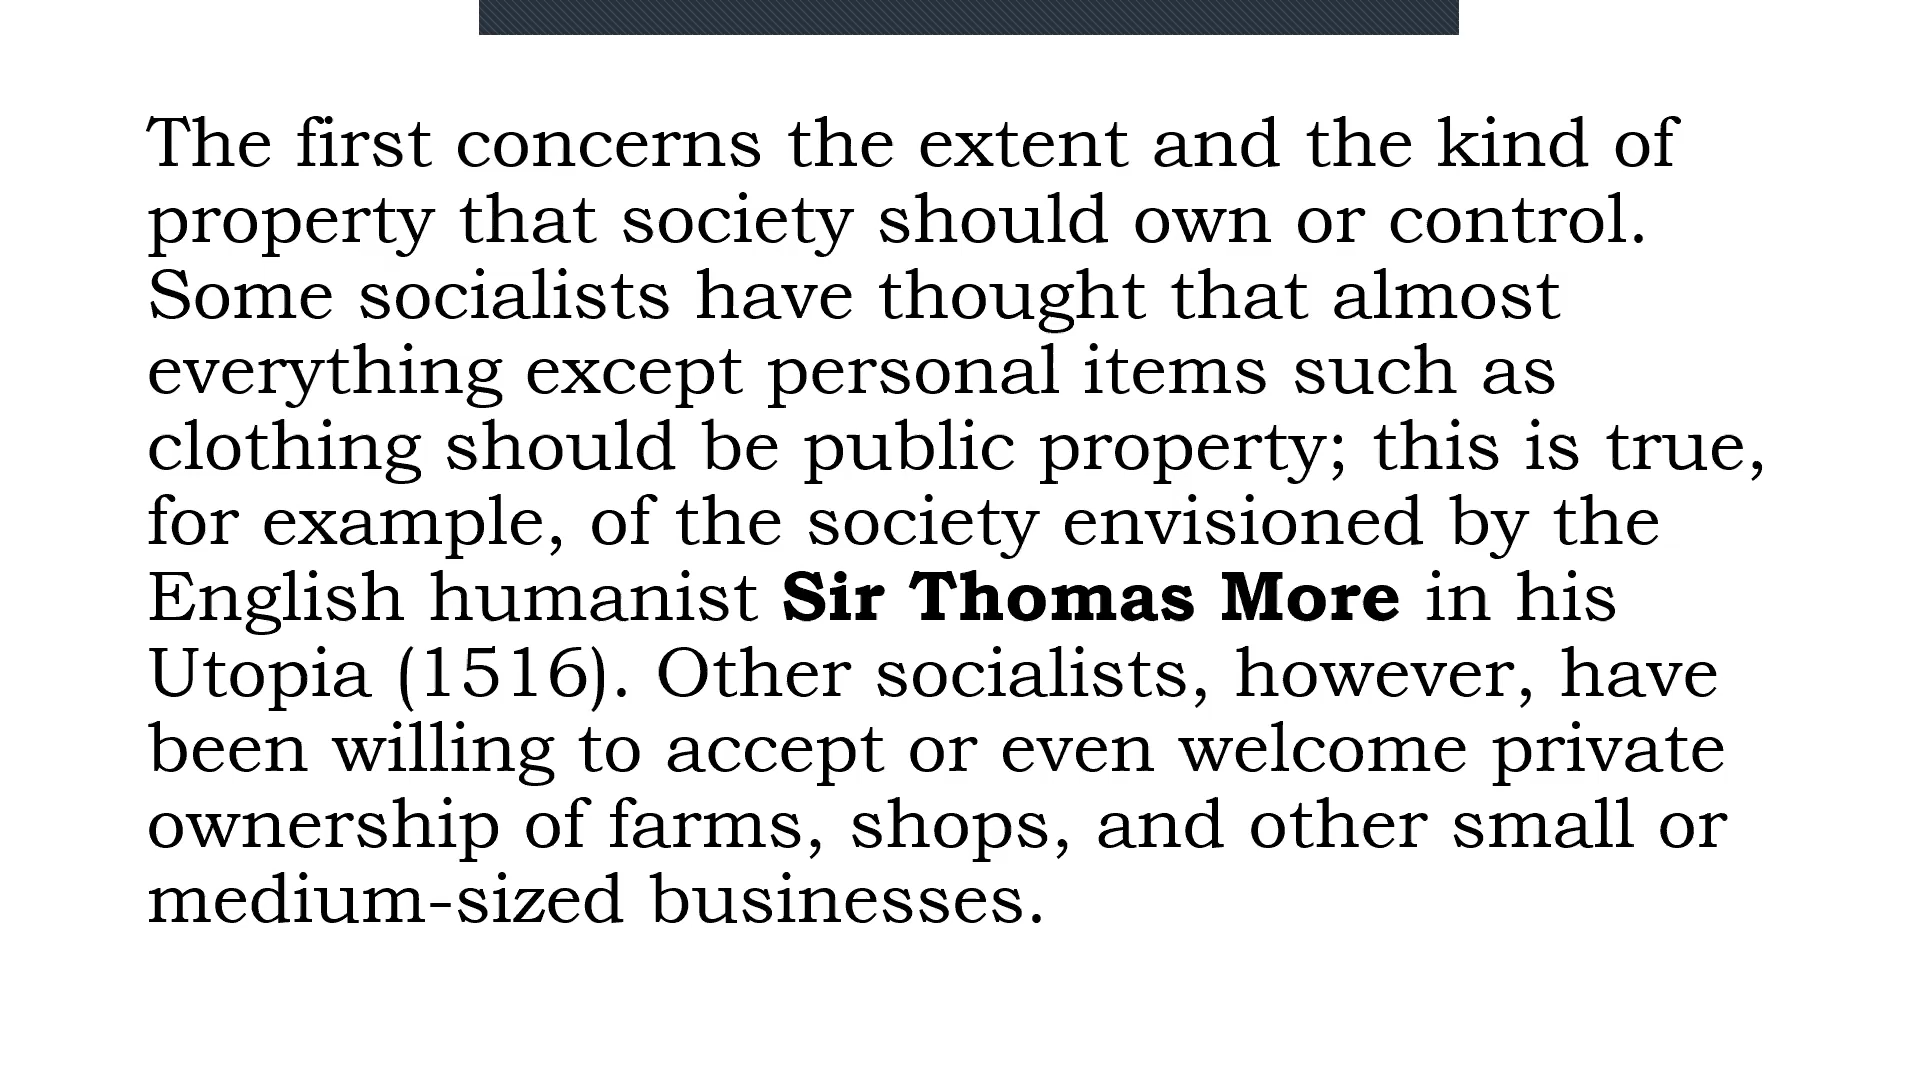 The first concerns the extent and the kind of
property that society should own or control.
Some socialists have thought that almost
everything except personal items such as
clothing should be public property; this is true,
for example, of the society envisioned by the
English humanist Sir Thomas More in his
Utopia (1516). Other socialists, however, have
been willing to accept or even welcome private
ownership of farms, shops, and other small or
medium-sized businesses.